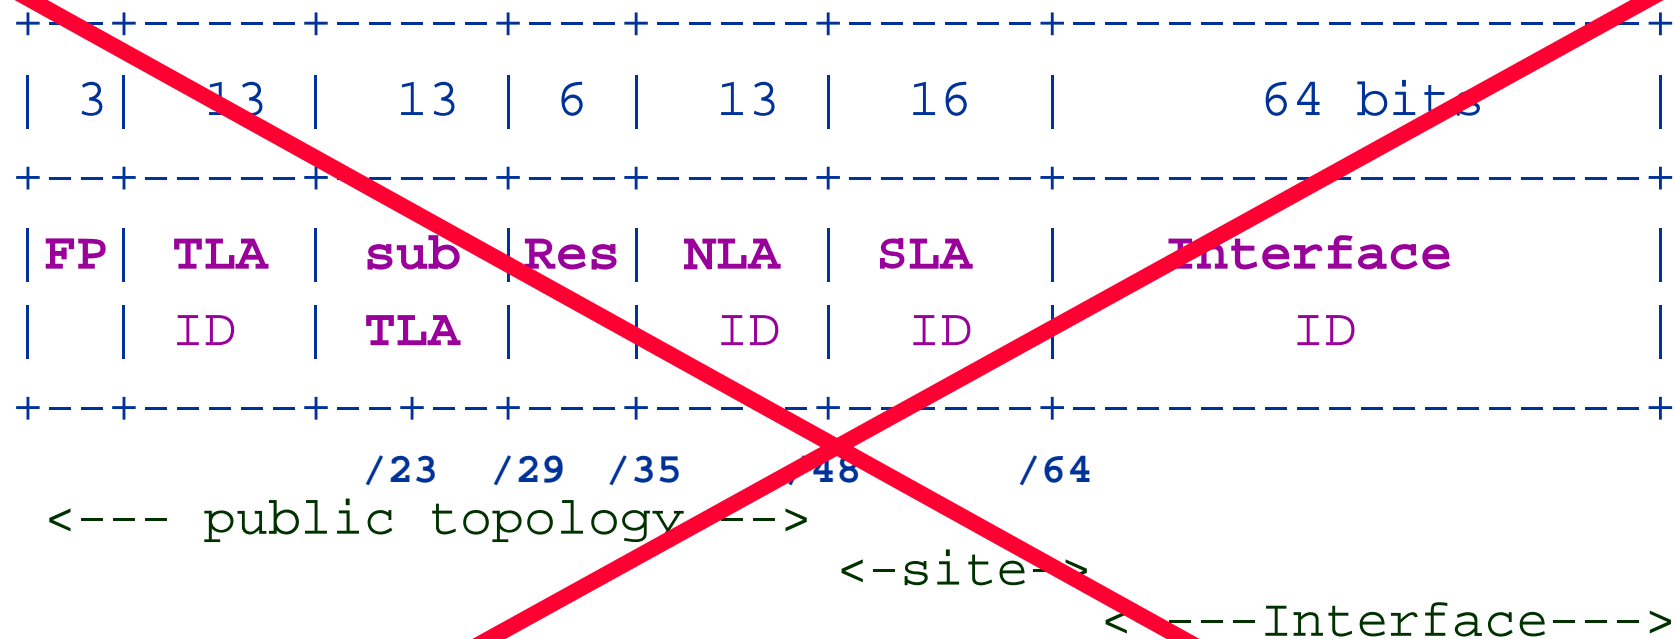 +--+-----+-----+---+-----+------+------------------+
| 3| 13 | 13 | 6 | 13 | 16 | 64 bits |
+--+-----+-----+---+-----+------+------------------+
|FP| TLA | sub |Res| NLA | SLA | Interface |
| | ID | TLA | | ID | ID | ID |
+--+-----+--+--+---+-----+------+------------------+
/23 /29 /35 /48 /64
<--- public topology --->
<-site->
<----Interface--->